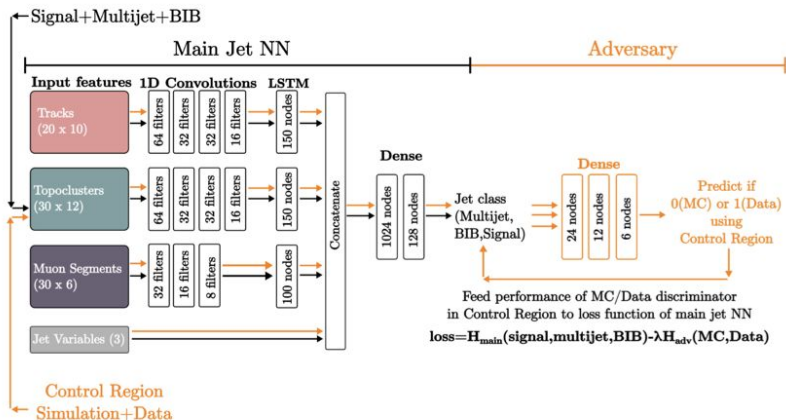 Signal+Multijet+BIB
Main Jet NN
Adversary
Input features
1D Convolutions
LSTM
Tracks
(20 x 10)
64 filters
32 filters
32 filters
16 filters
150 nodes
Topoclusters
(30 x 12)
64 filters
32 filters
32 filters
16 filters
150 nodes
Muon Segments
(30 x 6)
32 filters
16 filters
8 filters
100 nodes
Jet Variables (3)
Concatenate
Dense
1024 nodes
128 nodes
Jet class
(Multijet,
BIB,Signal)
Dense
24 nodes
12 nodes
6 nodes
Predict if
0(MC) or 1(Data)
using
Control Region
Feed performance of MC/Data discriminator
in Control Region to loss function of main jet NN
loss=Hmain(signal,multijet,BIB)-λHadv(MC,Data)
Control Region
Simulation+Data